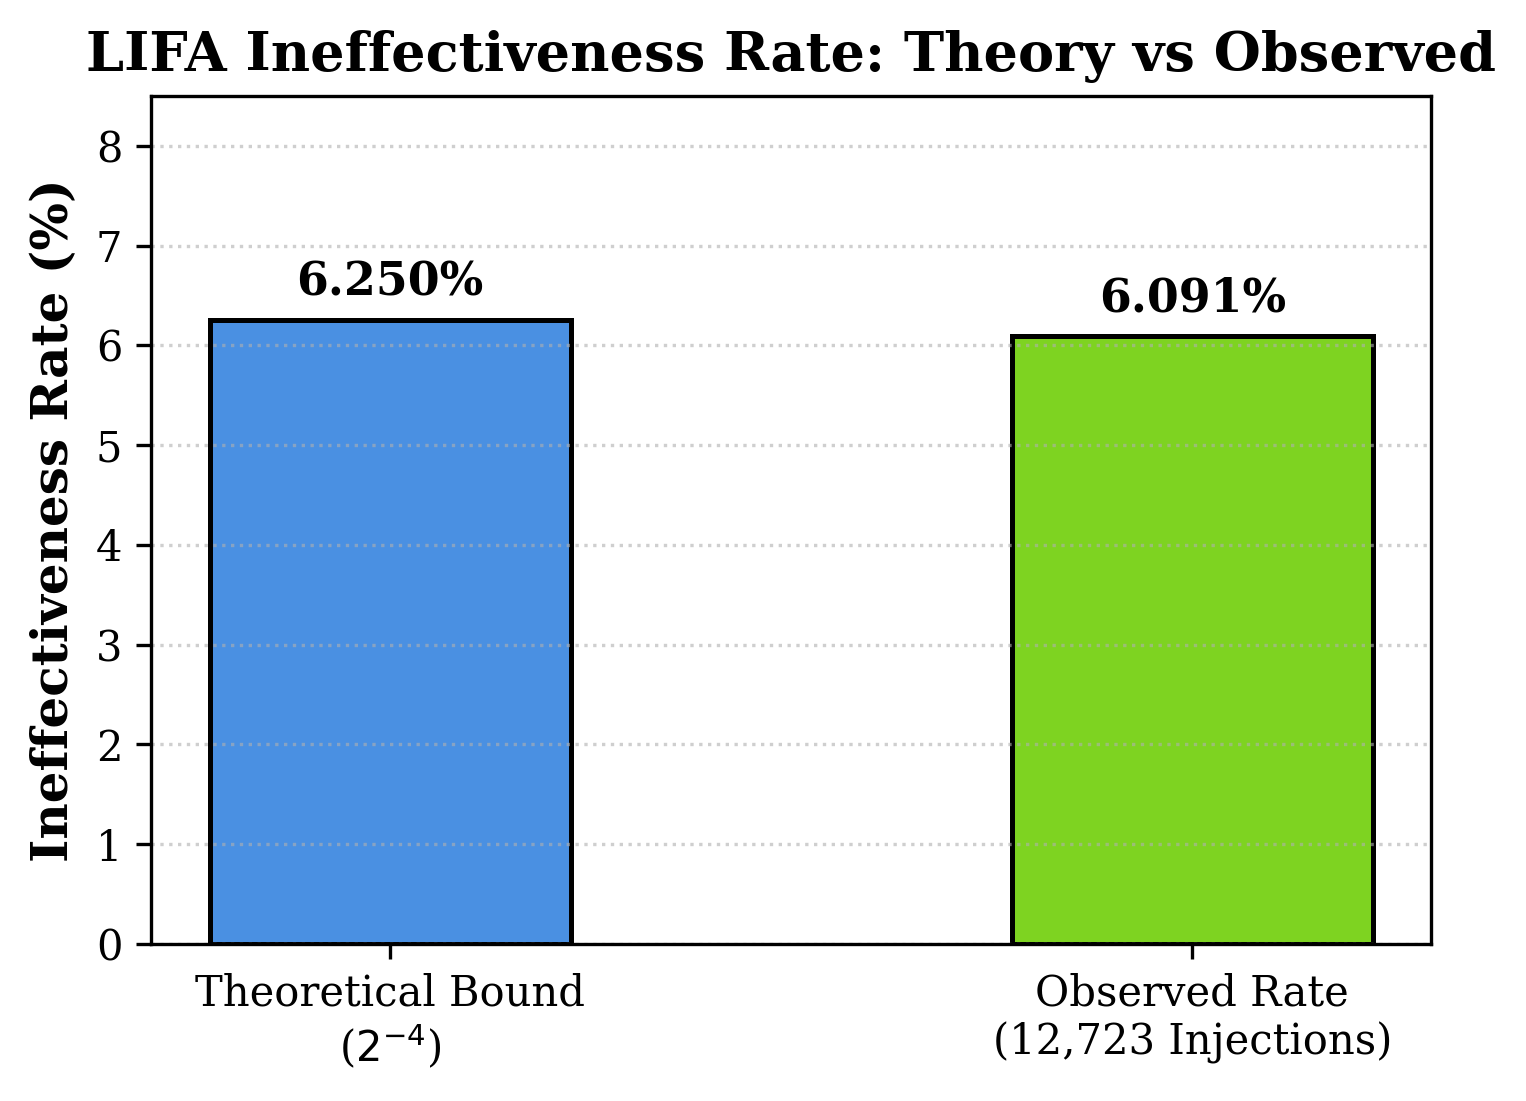 LIFA Ineffectiveness Rate: Theory vs Observed
Ineffectiveness Rate (%)
8
7
6
5
4
3
2
1
0
6.250%
6.091%
Theoretical Bound
(2⁻⁴)
Observed Rate
(12,723 Injections)